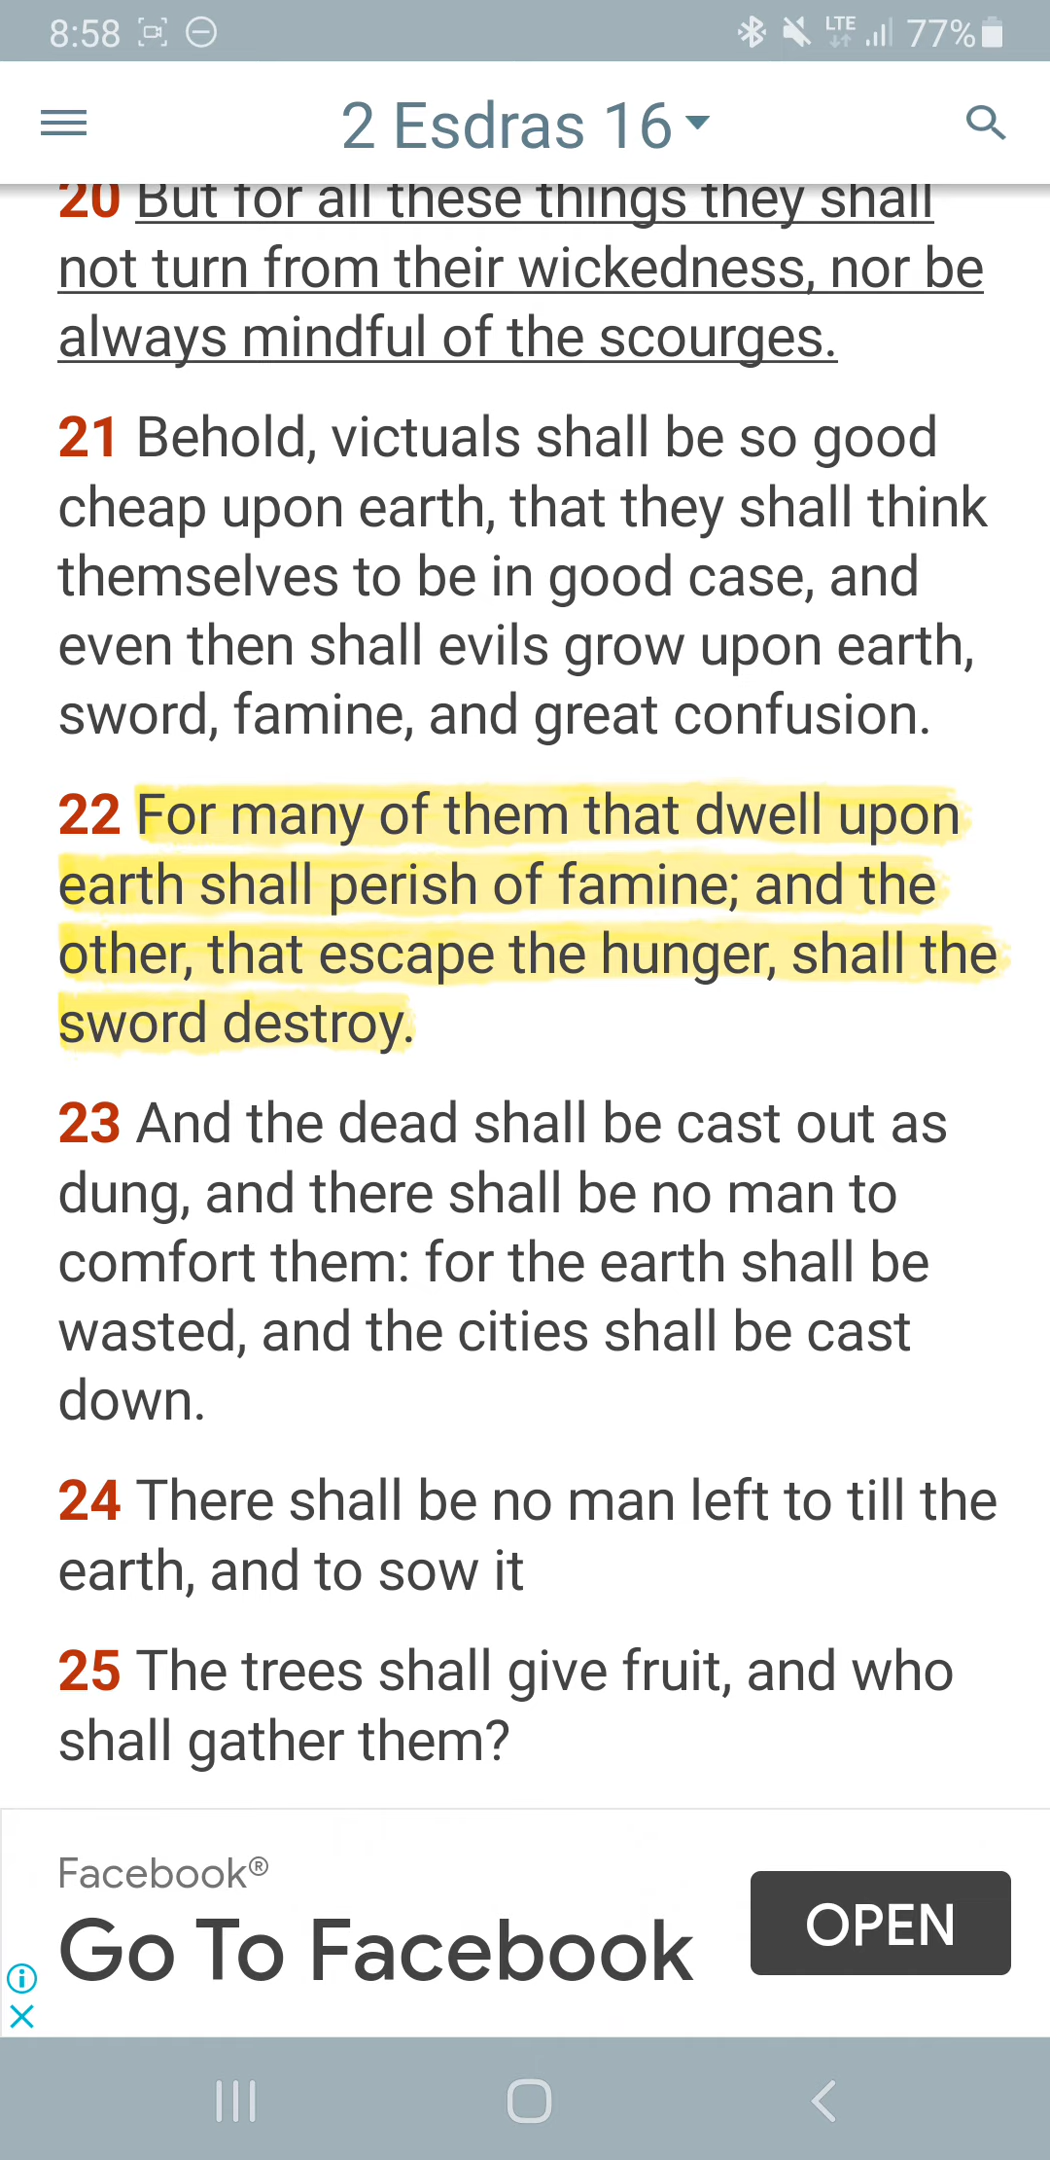 8:58 LTE 77%
2 Esdras 16
20 But for all these things they shall
not turn from their wickedness, nor be
always mindful of the scourges.
21 Behold, victuals shall be so good
cheap upon earth, that they shall think
themselves to be in good case, and
even then shall evils grow upon earth,
sword, famine, and great confusion.
22 For many of them that dwell upon
earth shall perish of famine; and the
other, that escape the hunger, shall the
sword destroy.
23 And the dead shall be cast out as
dung, and there shall be no man to
comfort them: for the earth shall be
wasted, and the cities shall be cast
down.
24 There shall be no man left to till the
earth, and to sow it
25 The trees shall give fruit, and who
shall gather them?
Facebook®
Go To Facebook
OPEN